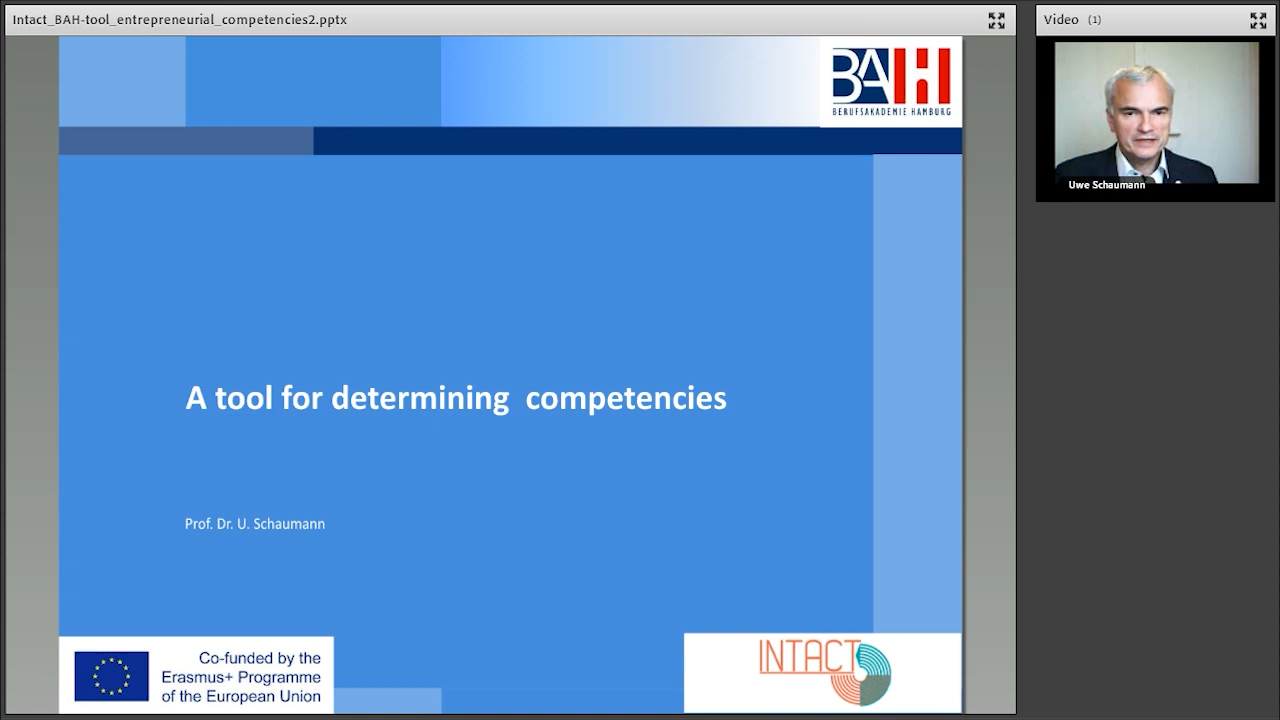 Intact_BAH-tool_entrepreneurial_competencies2.pptx
Video (1)
BAH
BERUFSAKADEMIE HAMBURG
Uwe Schaumann
A tool for determining  competencies
Prof. Dr. U. Schaumann
Co-funded by the
Erasmus+ Programme
of the European Union
INTACT